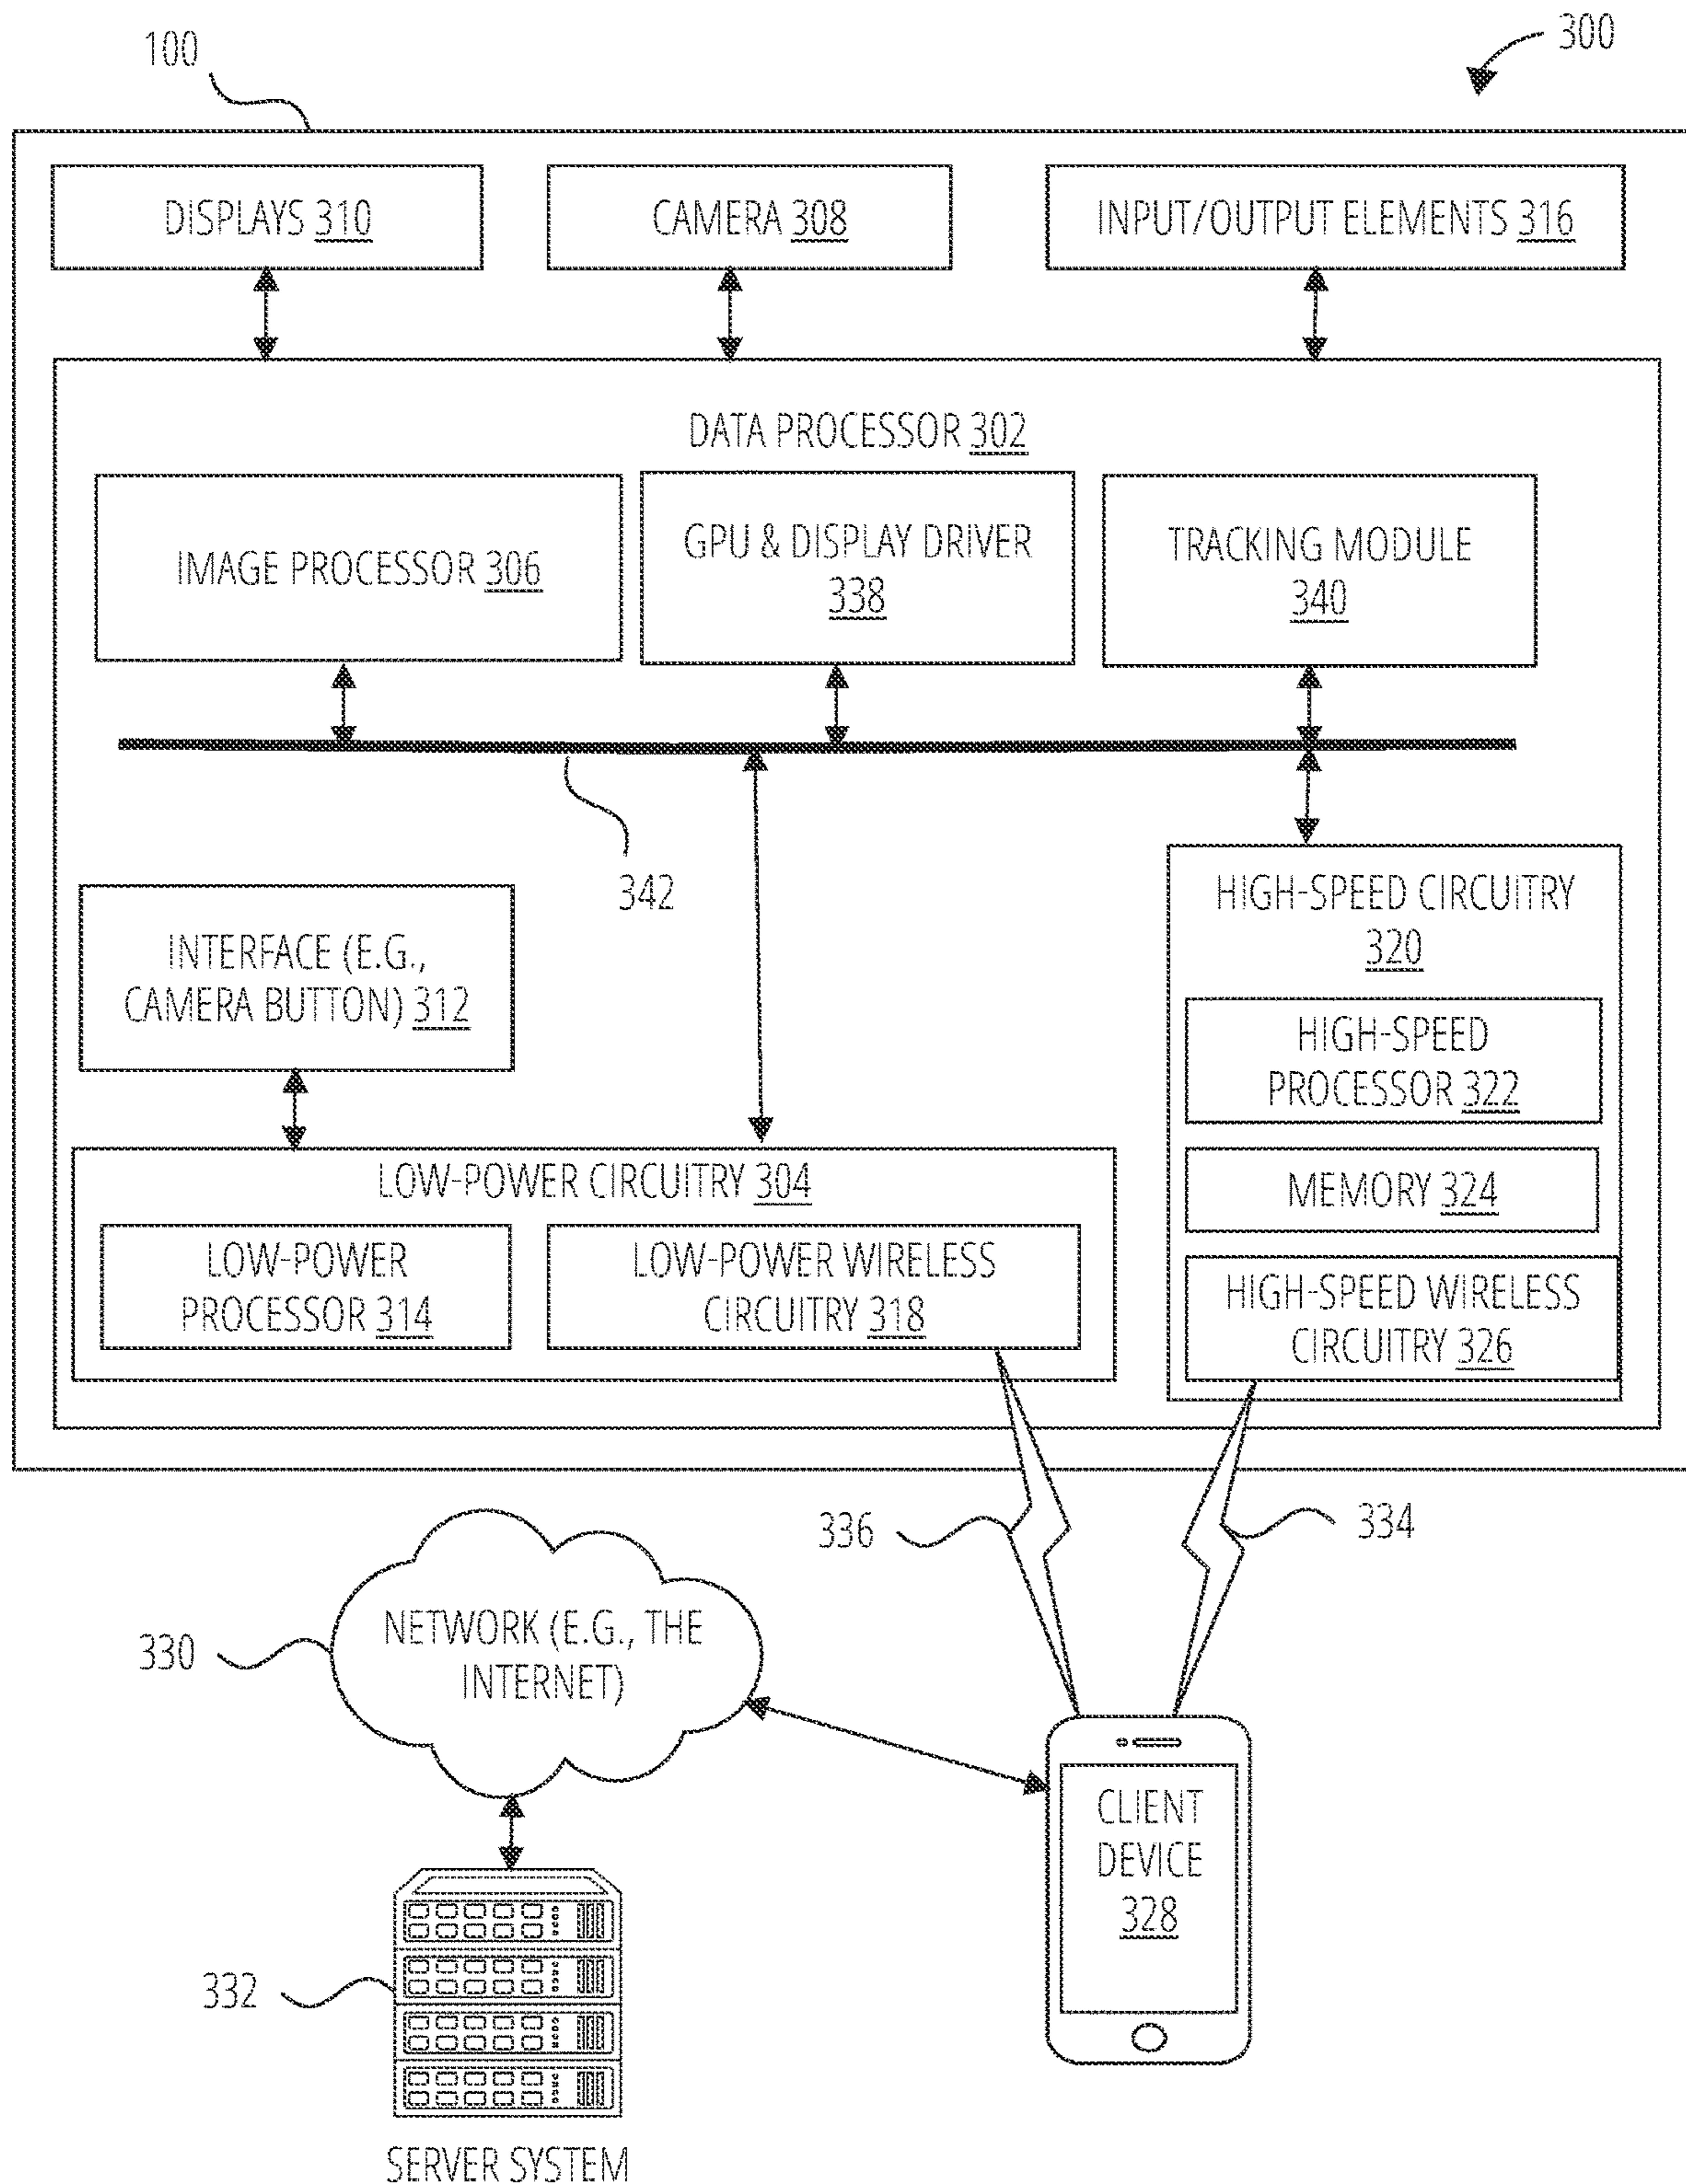 100
300
DISPLAYS 310
CAMERA 308
INPUT/OUTPUT ELEMENTS 316
DATA PROCESSOR 302
IMAGE PROCESSOR 306
GPU & DISPLAY DRIVER
338
TRACKING MODULE
340
342
INTERFACE (E.G.,
CAMERA BUTTON) 312
HIGH-SPEED CIRCUITRY
320
HIGH-SPEED
PROCESSOR 322
MEMORY 324
HIGH-SPEED WIRELESS
CIRCUITRY 326
LOW-POWER CIRCUITRY 304
LOW-POWER
PROCESSOR 314
LOW-POWER WIRELESS
CIRCUITRY 318
336
334
330
NETWORK (E.G., THE
INTERNET)
CLIENT
DEVICE
328
332
SERVER SYSTEM